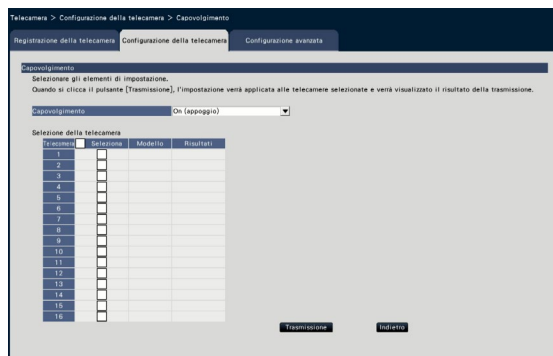 Telecamera > Configurazione della telecamera > Capovolgimento
Registrazione della telecamera Configurazione della telecamera Configurazione avanzata
Capovolgimento
Selezionare gli elementi di impostazione.
Quando si clicca il pulsante [Trasmissione], l'impostazione verrà applicata alle telecamere selezionate e verrà visualizzato il risultato della trasmissione.
Capovolgimento On (appoggio)
Selezione della telecamera
Telecamera Seleziona Modello Risultati
1
2
3
4
5
6
7
8
9
10
11
12
13
14
15
16
Trasmissione Indietro